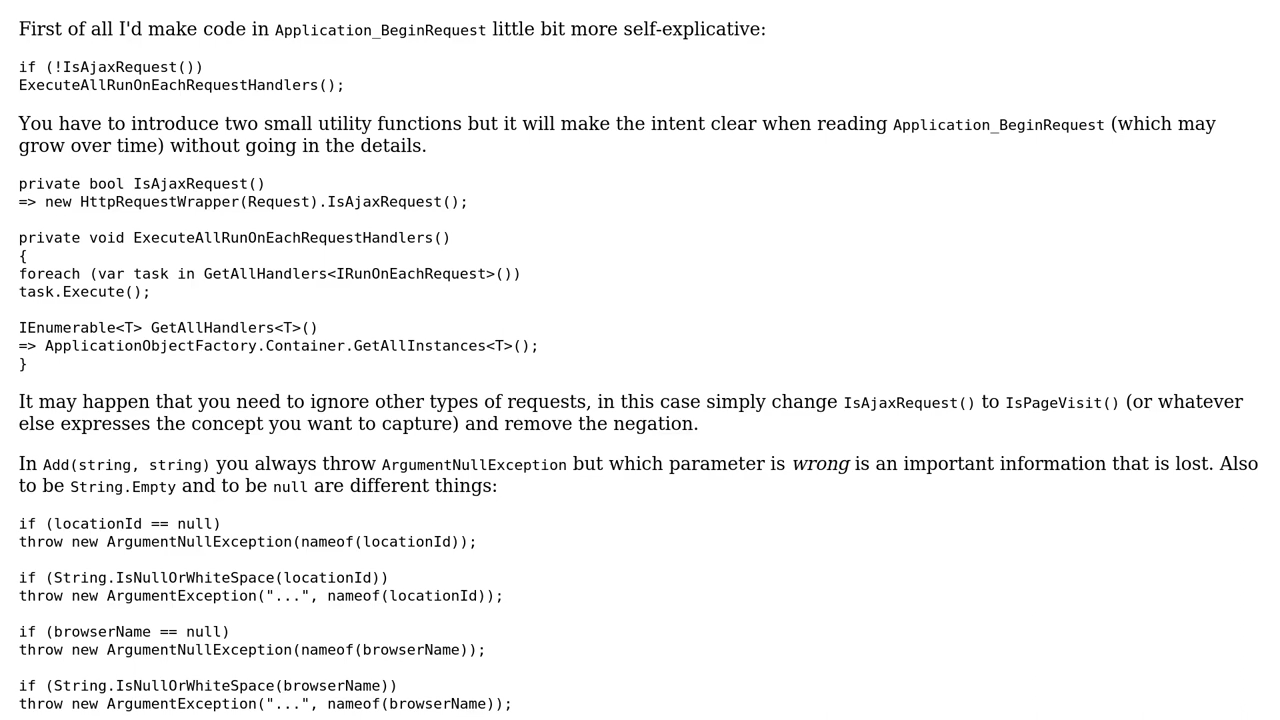 First of all I'd make code in Application_BeginRequest little bit more self-explicative:
if (!IsAjaxRequest())
ExecuteAllRunOnEachRequestHandlers();
You have to introduce two small utility functions but it will make the intent clear when reading Application_BeginRequest (which may
grow over time) without going in the details.
private bool IsAjaxRequest()
=> new HttpRequestWrapper(Request).IsAjaxRequest();
private void ExecuteAllRunOnEachRequestHandlers()
{
foreach (var task in GetAllHandlers<IRunOnEachRequest>())
task.Execute();
IEnumerable<T> GetAllHandlers<T>()
=> ApplicationObjectFactory.Container.GetAllInstances<T>();
}
It may happen that you need to ignore other types of requests, in this case simply change IsAjaxRequest() to IsPageVisit() (or whatever
else expresses the concept you want to capture) and remove the negation.
In Add(string, string) you always throw ArgumentNullException but which parameter is wrong is an important information that is lost. Also
to be String.Empty and to be null are different things:
if (locationId == null)
throw new ArgumentNullException(nameof(locationId));
if (String.IsNullOrWhiteSpace(locationId))
throw new ArgumentException("...", nameof(locationId));
if (browserName == null)
throw new ArgumentNullException(nameof(browserName));
if (String.IsNullOrWhiteSpace(browserName))
throw new ArgumentException("...", nameof(browserName));